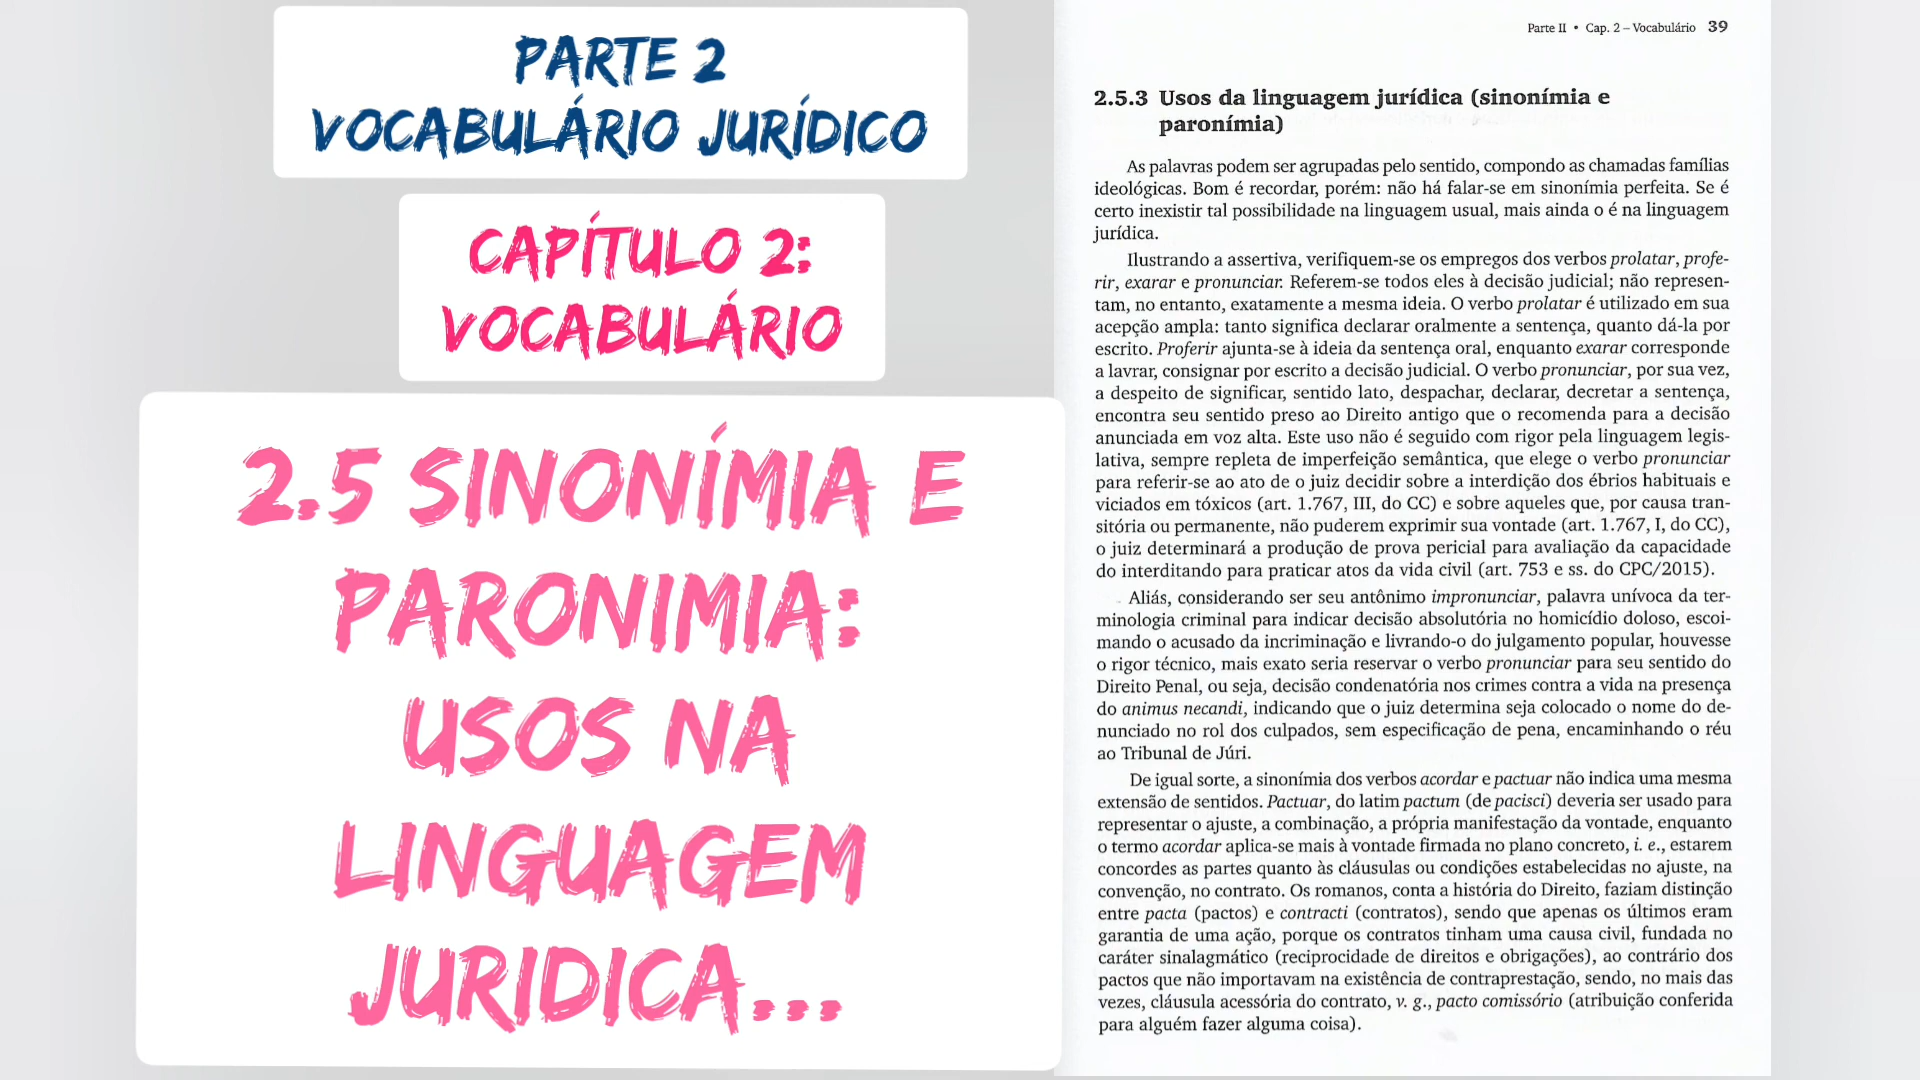 PARTE 2
VOCABULÁRIO JURÍDICO
CAPÍTULO 2:
VOCABULÁRIO
2.5 SINONÍMIA E
PARONIMIA:
USOS NA
LINGUAGEM
JURIDICA...
Parte II • Cap. 2 – Vocabulário 39
2.5.3 Usos da linguagem jurídica (sinonímia e
paronímia)
As palavras podem ser agrupadas pelo sentido, compondo as chamadas famílias
ideológicas. Bom é recordar, porém: não há falar-se em sinonímia perfeita. Se é
certo inexistir tal possibilidade na linguagem usual, mais ainda o é na linguagem
jurídica.
Ilustrando a assertiva, verifiquem-se os empregos dos verbos prolatar, profe-
rir, exarar e pronunciar. Referem-se todos eles à decisão judicial; não represen-
tam, no entanto, exatamente a mesma ideia. O verbo prolatar é utilizado em sua
acepção ampla: tanto significa declarar oralmente a sentença, quanto dá-la por
escrito. Proferir ajunta-se à ideia da sentença oral, enquanto exarar corresponde
a lavrar, consignar por escrito a decisão judicial. O verbo pronunciar, por sua vez,
a despeito de significar, sentido lato, despachar, declarar, decretar a sentença,
encontra seu sentido preso ao Direito antigo que o recomenda para a decisão
anunciada em voz alta. Este uso não é seguido com rigor pela linguagem legis-
lativa, sempre repleta de imperfeição semântica, que elege o verbo pronunciar
para referir-se ao ato de o juiz decidir sobre a interdição dos ébrios habituais e
viciados em tóxicos (art. 1.767, III, do CC) e sobre aqueles que, por causa tran-
sitória ou permanente, não puderem exprimir sua vontade (art. 1.767, I, do CC),
o juiz determinará a produção de prova pericial para avaliação da capacidade
do interditando para praticar atos da vida civil (art. 753 e ss. do CPC/2015).
Aliás, considerando ser seu antônimo impronunciar, palavra unívoca da ter-
minologia criminal para indicar decisão absolutória no homicídio doloso, escoi-
mando o acusado da incriminação e livrando-o do julgamento popular, houvesse
o rigor técnico, mais exato seria reservar o verbo pronunciar para seu sentido do
Direito Penal, ou seja, decisão condenatória nos crimes contra a vida na presença
do animus necandi, indicando que o juiz determina seja colocado o nome do de-
nunciado no rol dos culpados, sem especificação de pena, encaminhando o réu
ao Tribunal de Júri.
De igual sorte, a sinonímia dos verbos acordar e pactuar não indica uma mesma
extensão de sentidos. Pactuar, do latim pactum (de pacisci) deveria ser usado para
representar o ajuste, a combinação, a própria manifestação da vontade, enquanto
o termo acordar aplica-se mais à vontade firmada no plano concreto, i. e., estarem
concordes as partes quanto às cláusulas ou condições estabelecidas no ajuste, na
convenção, no contrato. Os romanos, conta a história do Direito, faziam distinção
entre pacta (pactos) e contracti (contratos), sendo que apenas os últimos eram
garantia de uma ação, porque os contratos tinham uma causa civil, fundada no
caráter sinalagmático (reciprocidade de direitos e obrigações), ao contrário dos
pactos que não importavam na existência de contraprestação, sendo, no mais das
vezes, cláusula acessória do contrato, v. g., pacto comissório (atribuição conferida
para alguém fazer alguma coisa).